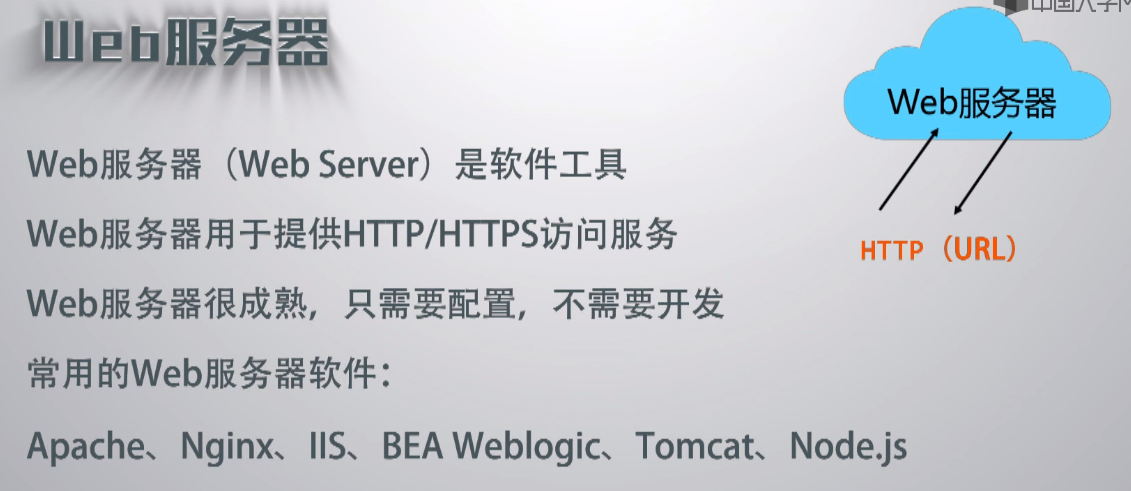 Web服务器
Web服务器
Web服务器（Web Server）是软件工具
Web服务器用于提供HTTP/HTTPS访问服务
HTTP（URL）
Web服务器很成熟，只需要配置，不需要开发
常用的Web服务器软件：
Apache、Nginx、IIS、BEA Weblogic、Tomcat、Node.js